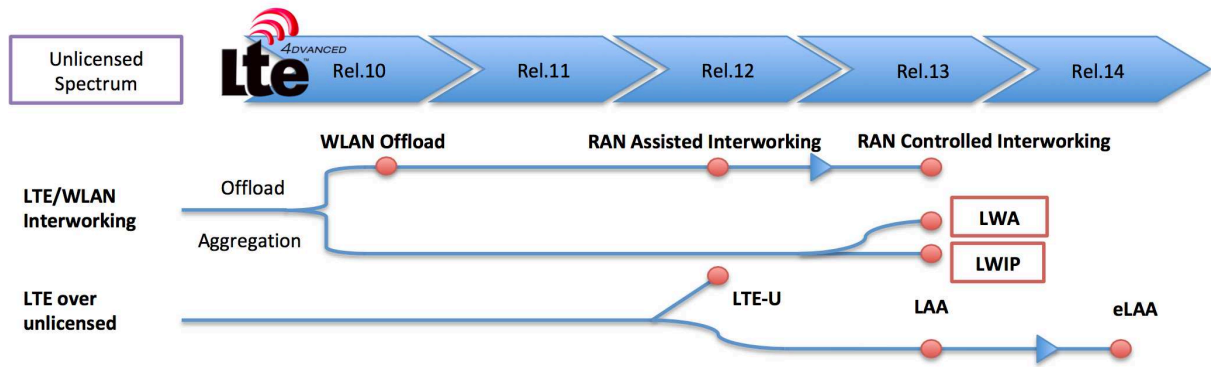 Unlicensed
Spectrum
4DVANCED
Lte
TM
Rel.10
Rel.11
Rel.12
Rel.13
Rel.14
WLAN Offload
RAN Assisted Interworking
RAN Controlled Interworking
LTE/WLAN
Interworking
Offload
Aggregation
LWA
LWIP
LTE over
unlicensed
LTE-U
LAA
eLAA